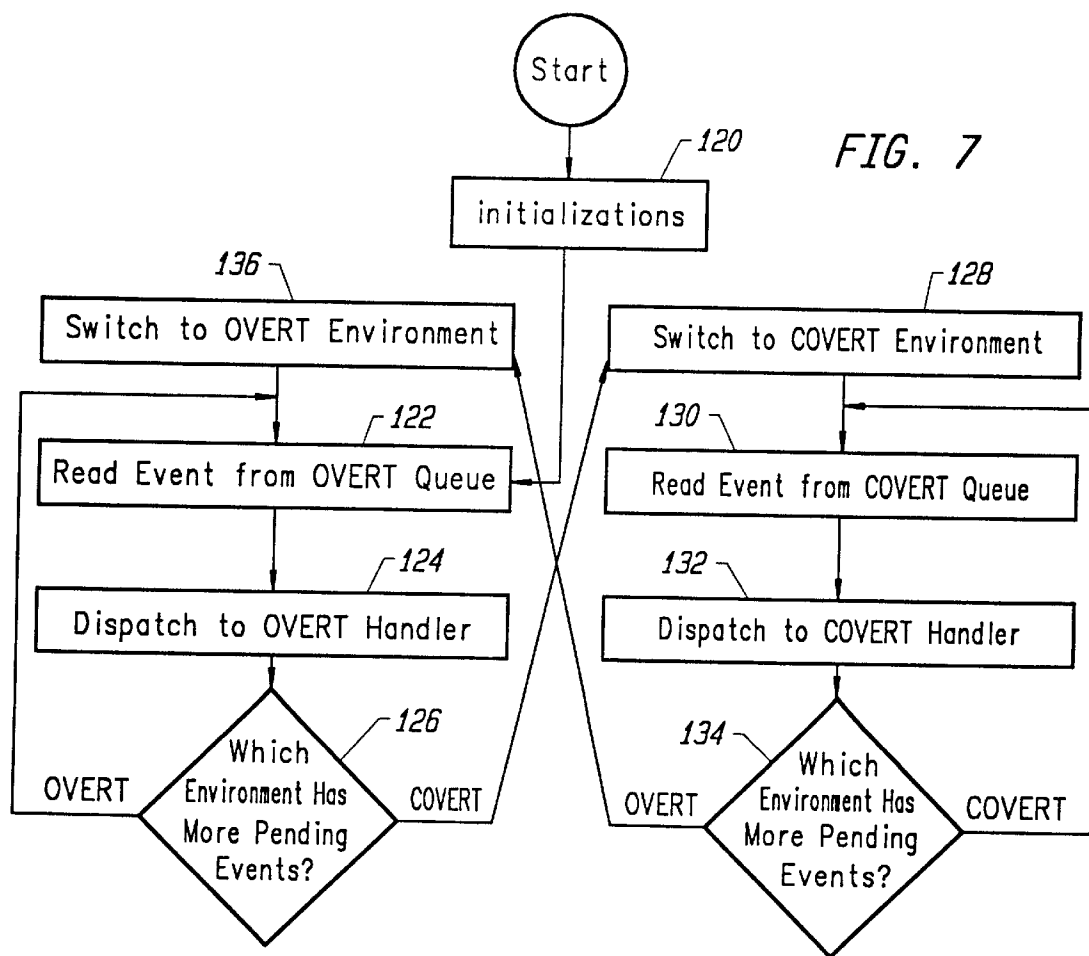 Start
120
FIG. 7
initializations
136
128
Switch to OVERT Environment
Switch to COVERT Environment
122
130
Read Event from OVERT Queue
Read Event from COVERT Queue
124
132
Dispatch to OVERT Handler
Dispatch to COVERT Handler
126
134
Which
Environment Has
More Pending
Events?
OVERT
COVERT
Which
Environment Has
More Pending
Events?
OVERT
COVERT